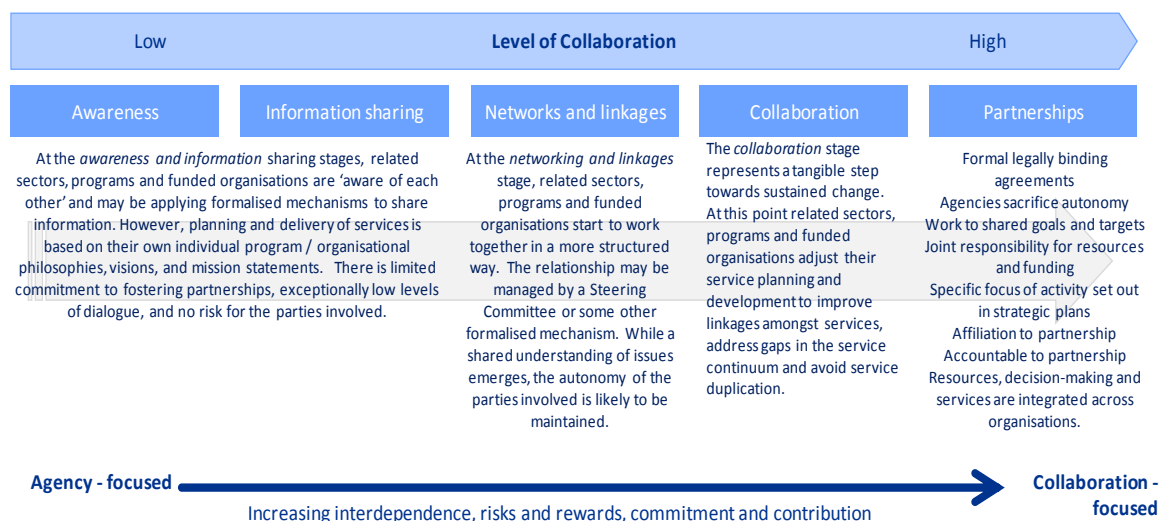 Low
Level of Collaboration
High
Awareness
Information sharing
Networks and linkages
Collaboration
Partnerships
At the awareness and information sharing stages, related
sectors, programs and funded organisations are ‘aware of each
other’ and may be applying formalised mechanisms to share
information. However, planning and delivery of services is
based on their own individual program / organisational
philosophies, visions, and mission statements. There is limited
commitment to fostering partnerships, exceptionally low levels
of dialogue, and no risk for the parties involved.
At the networking and linkages
stage, related sectors,
programs and funded
organisations start to work
together in a more structured
way. The relationship may be
managed by a Steering
Committee or some other
formalised mechanism. While a
shared understanding of issues
emerges, the autonomy of the
parties involved is likely to be
maintained.
The collaboration stage
represents a tangible step
towards sustained change.
At this point related sectors,
programs and funded
organisations adjust their
service planning and
development to improve
linkages amongst services,
address gaps in the service
continuum and avoid service
duplication.
Formal legally binding
agreements
Agencies sacrifice autonomy
Work to shared goals and targets
Joint responsibility for resources
and funding
Specific focus of activity set out
in strategic plans
Affiliation to partnership
Accountable to partnership
Resources, decision-making and
services are integrated across
organisations.
Agency - focused
Collaboration -
focused
Increasing interdependence, risks and rewards, commitment and contribution